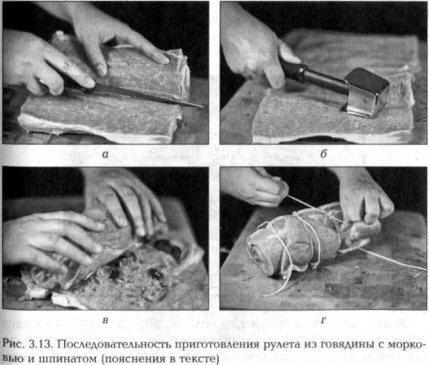 а
б
в
г
Рис. 3.13. Последовательность приготовления рулета из говядины с морко-
вью и шпинатом (пояснения в тексте)